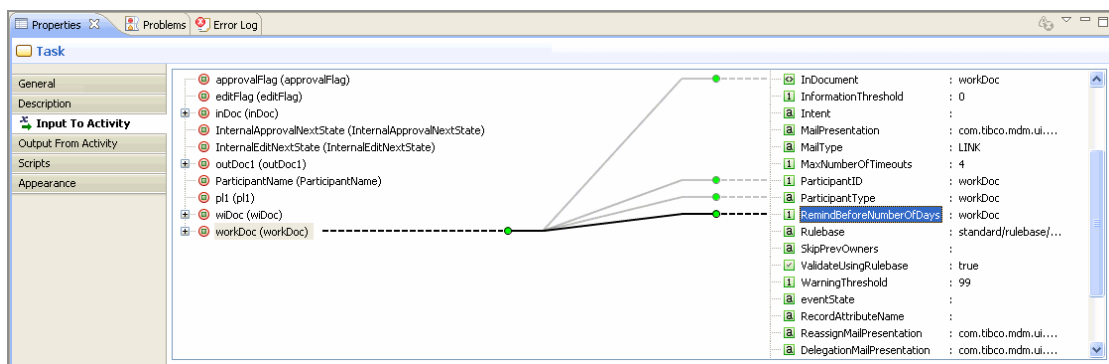 Properties Problems Error Log
Task
General
Description
Input To Activity
Output From Activity
Scripts
Appearance
approvalFlag (approvalFlag)
editFlag (editFlag)
inDoc (inDoc)
InternalApprovalNextState (InternalApprovalNextState)
InternalEditNextState (InternalEditNextState)
outDoc1 (outDoc1)
ParticipantName (ParticipantName)
pl1 (pl1)
wiDoc (wiDoc)
workDoc (workDoc)
InDocument : workDoc
InformationThreshold : 0
Intent :
MailPresentation : com.tibco.mdm.ui....
MailType : LINK
MaxNumberOfTimeouts : 4
ParticipantID : workDoc
ParticipantType : workDoc
RemindBeforeNumberOfDays : workDoc
Rulebase : standard/rulebase/...
SkipPrevOwners :
ValidateUsingRulebase : true
WarningThreshold : 99
eventState :
RecordAttributeName :
ReassignMailPresentation : com.tibco.mdm.ui....
DelegationMailPresentation : com.tibco.mdm.ui....